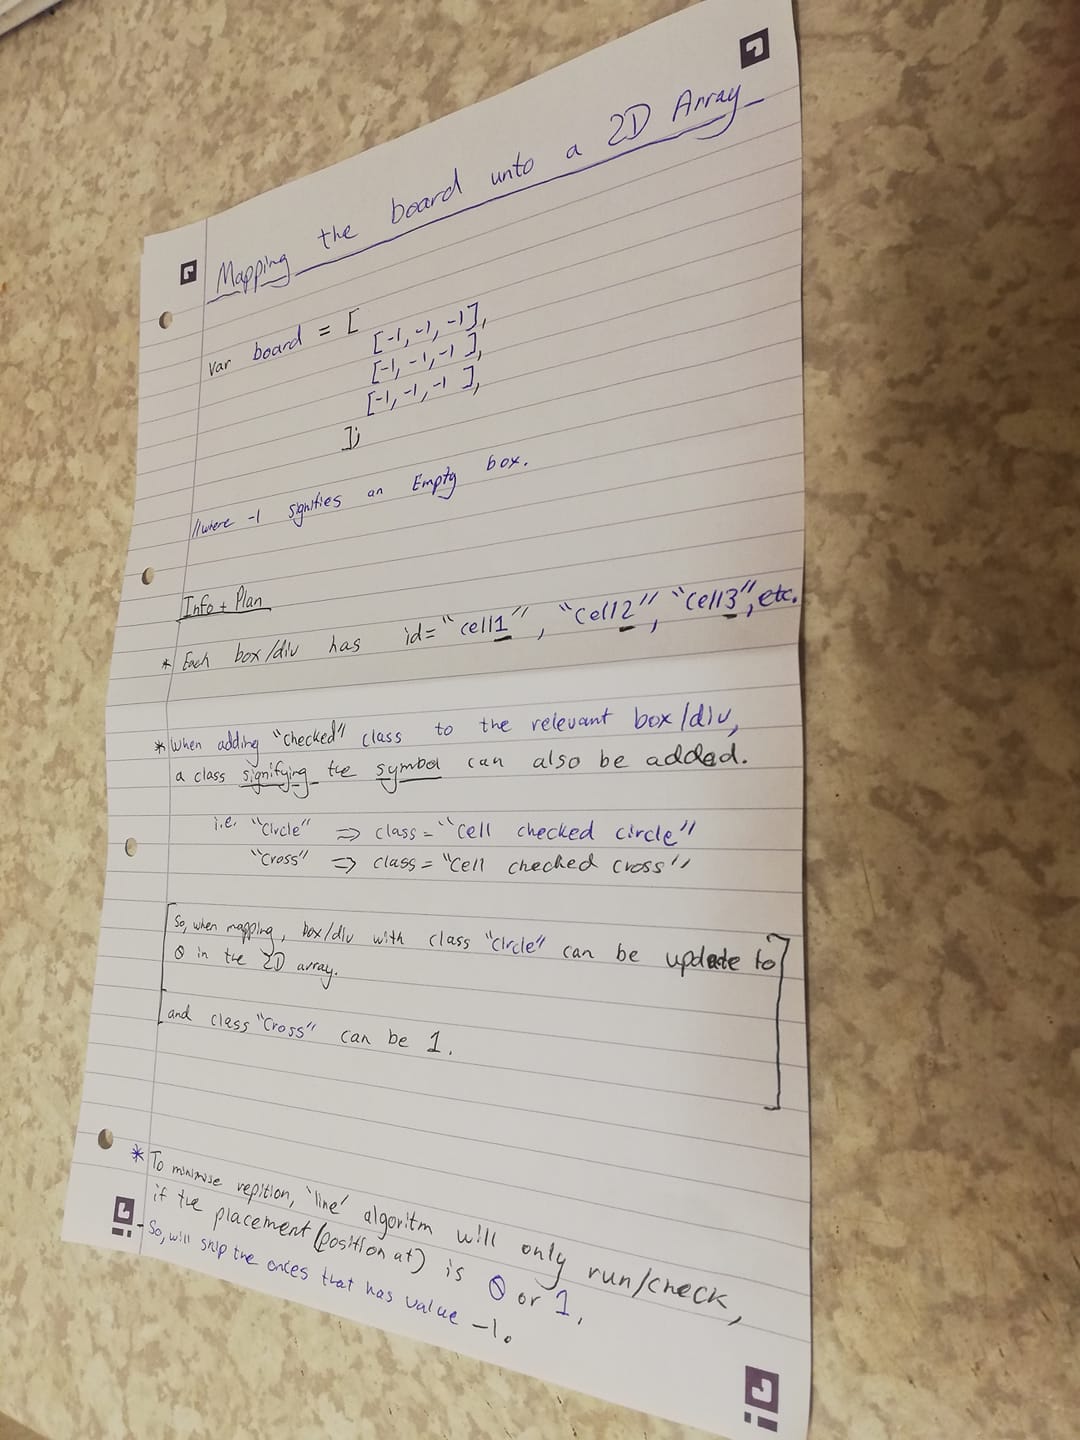 Mapping the board unto a 2D Array
var board = [
[-1, -1, -1],
[-1, -1, -1],
[-1, -1, -1],
];
//where -1 signifies an Empty box.
Info + Plan
* Each box/div has id="cell1", "cell2", "cell3", etc.
* When adding "checked" class to the relevant box/div,
a class signifying the symbol can also be added.
i.e. "Circle" => class = "cell checked circle"
"Cross" => class = "Cell checked cross"
So, when mapping, box/div with class "Circle" can be update to
0 in the 2D array.
and class "Cross" can be 1.
* To minimise repition, 'line' algoritm will only run/check,
if the placement (position at) is 0 or 1,
- So, will skip the onces that has value -1.